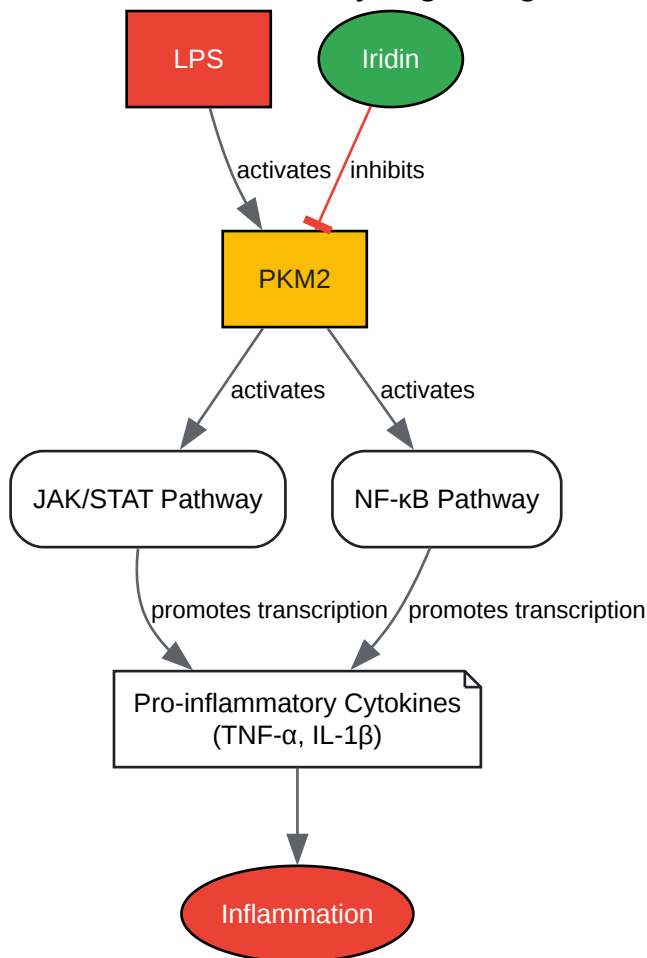 LPS
Iridin
activates
inhibits
PKM2
activates
activates
JAK/STAT Pathway
NF-κB Pathway
promotes transcription
promotes transcription
Pro-inflammatory Cytokines
(TNF-α, IL-1β)
Inflammation